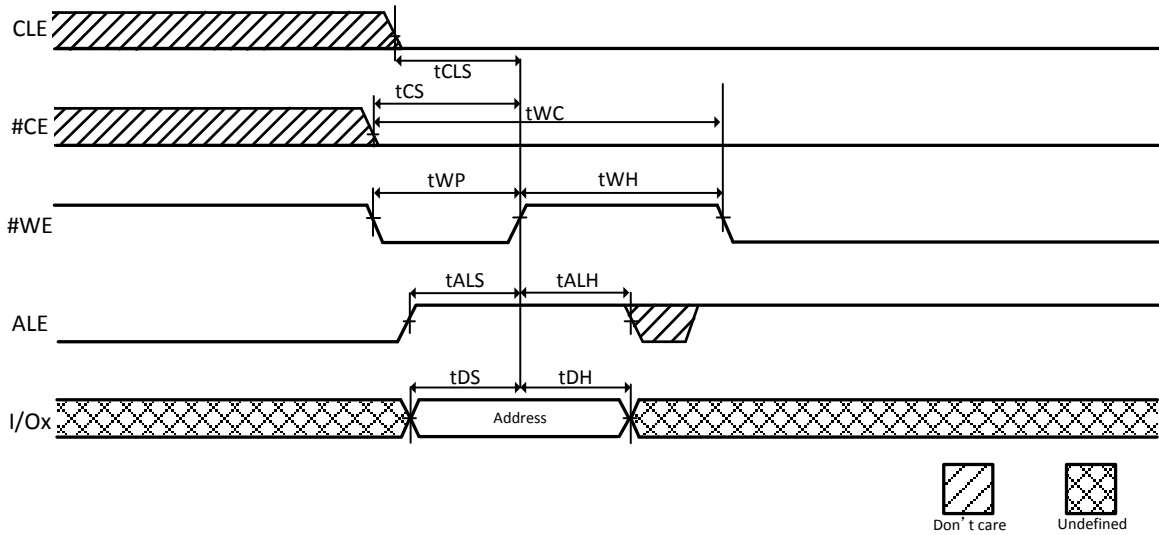 CLE
tCLS
tCS
#CE
tWC
tWP
tWH
#WE
tALS
tALH
ALE
tDS
tDH
I/Ox
Address
Don't care
Undefined